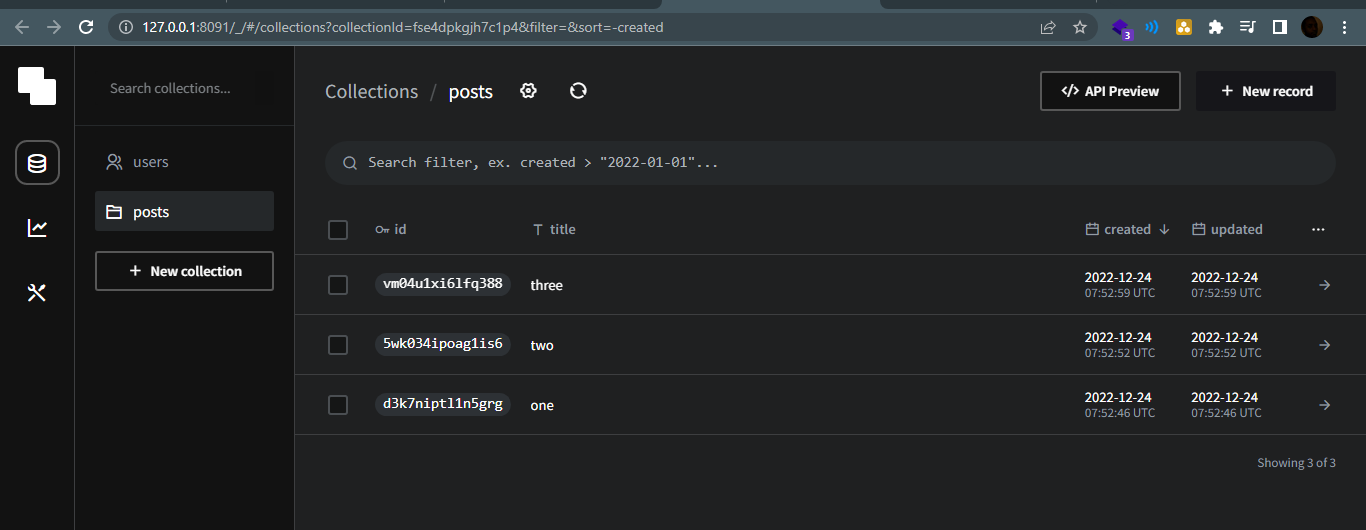 127.0.0.1:8091/_/#/collections?collectionId=fse4dpkgjh7c1p4&filter=&sort=-created
3
Search collections...
Collections / posts
API Preview
+ New record
users
posts
+ New collection
Search filter, ex. created > "2022-01-01"...
id title created updated
vm04u1xi6lfq388 three 2022-12-24 2022-12-24
07:52:59 UTC 07:52:59 UTC
5wk034ipoag1is6 two 2022-12-24 2022-12-24
07:52:52 UTC 07:52:52 UTC
d3k7niptl1n5grg one 2022-12-24 2022-12-24
07:52:46 UTC 07:52:46 UTC
Showing 3 of 3